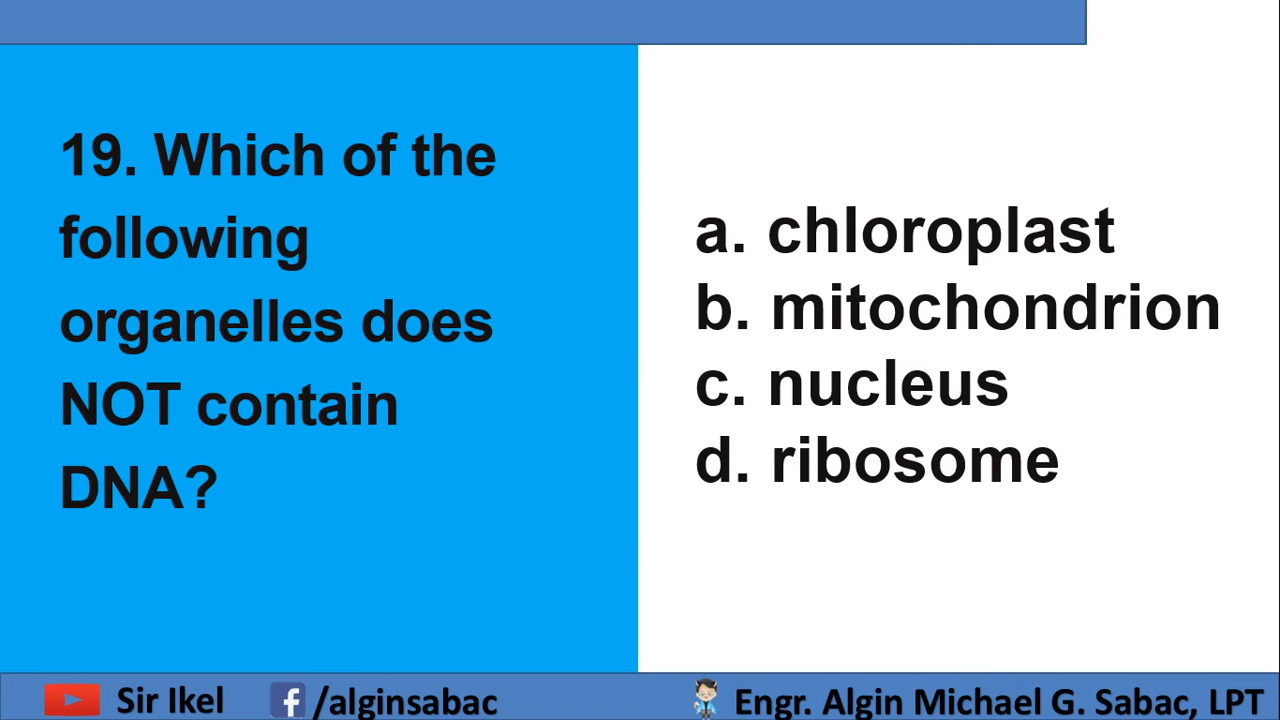 19. Which of the
following
organelles does
NOT contain
DNA?
a. chloroplast
b. mitochondrion
c. nucleus
d. ribosome
Sir Ikel
f /alginsabac
Engr. Algin Michael G. Sabac, LPT